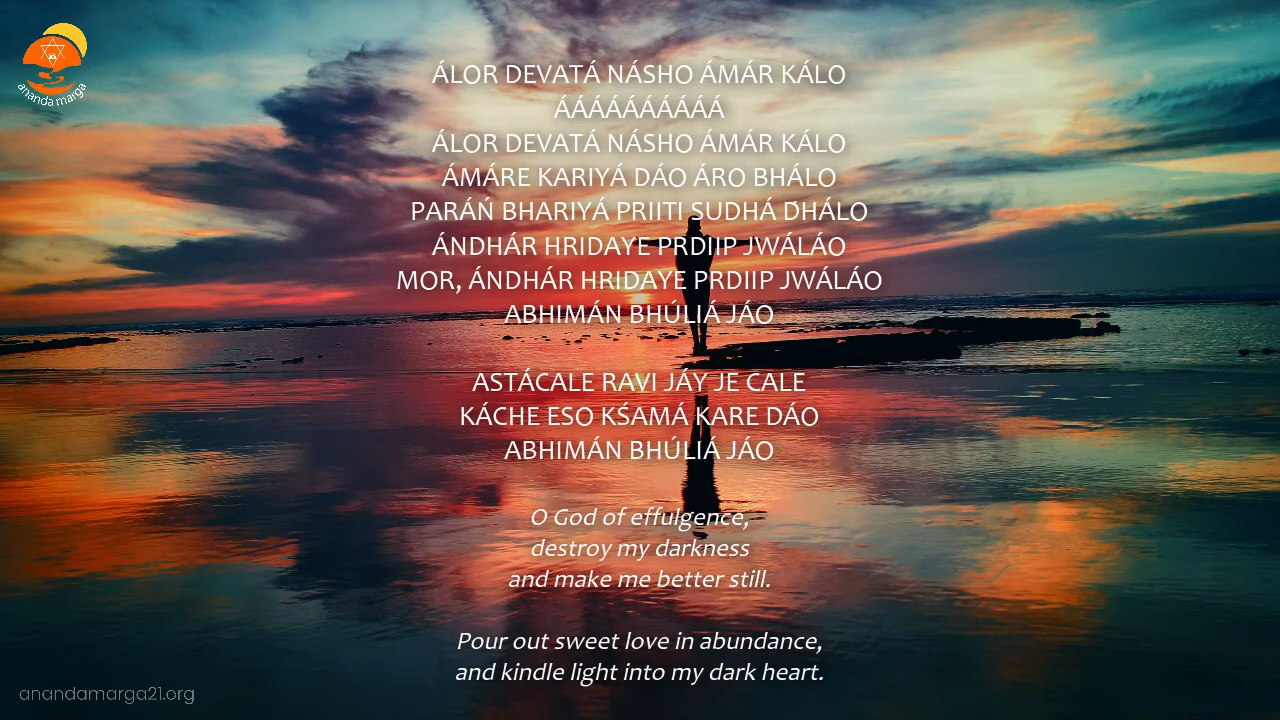 ananda marga
ÁLOR DEVATÁ NÁSHO ÁMÁR KÁLO
ÁÁÁÁÁÁÁÁÁÁ
ÁLOR DEVATÁ NÁSHO ÁMÁR KÁLO
ÁMÁRE KARIYÁ DÁO ÁRO BHÁLO
PARÁŃ BHARIYÁ PRIITI SUDHÁ D́HÁLO
ÁNDHÁR HRIDAYE PRDIIP JWÁLÁO
MOR, ÁNDHÁR HRIDAYE PRDIIP JWÁLÁO
ABHIMÁN BHÚLIÁ JÁO
ASTÁCALE RAVI JÁY JE CALE
KÁCHE ESO KŚAMÁ KARE DÁO
ABHIMÁN BHÚLIÁ JÁO
O God of effulgence,
destroy my darkness
and make me better still.
Pour out sweet love in abundance,
and kindle light into my dark heart.
anandamarga21.org